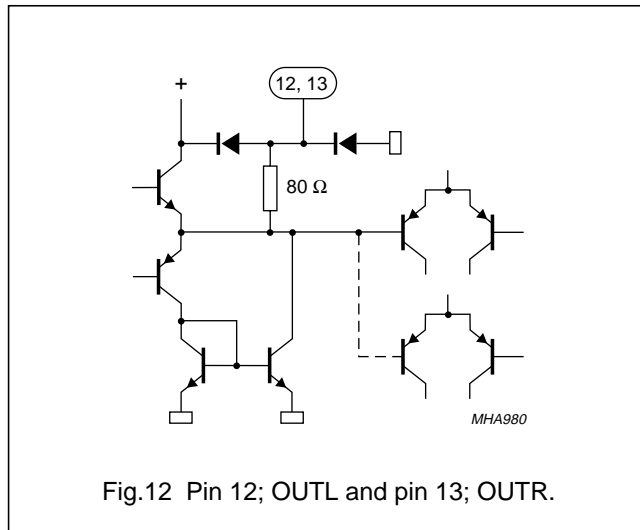 +
12, 13
80 Ω
MHA980
Fig.12 Pin 12; OUTL and pin 13; OUTR.